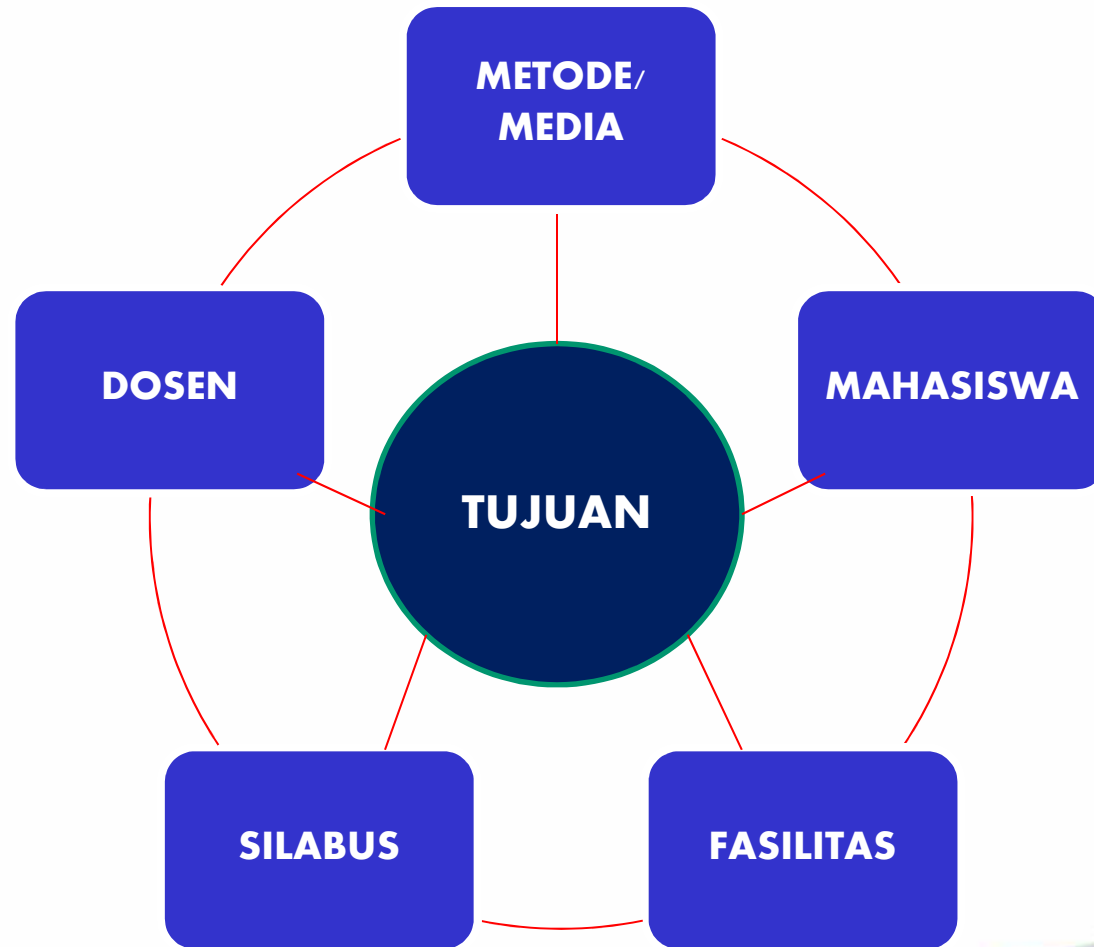 METODE/
MEDIA
DOSEN
MAHASISWA
TUJUAN
SILABUS
FASILITAS